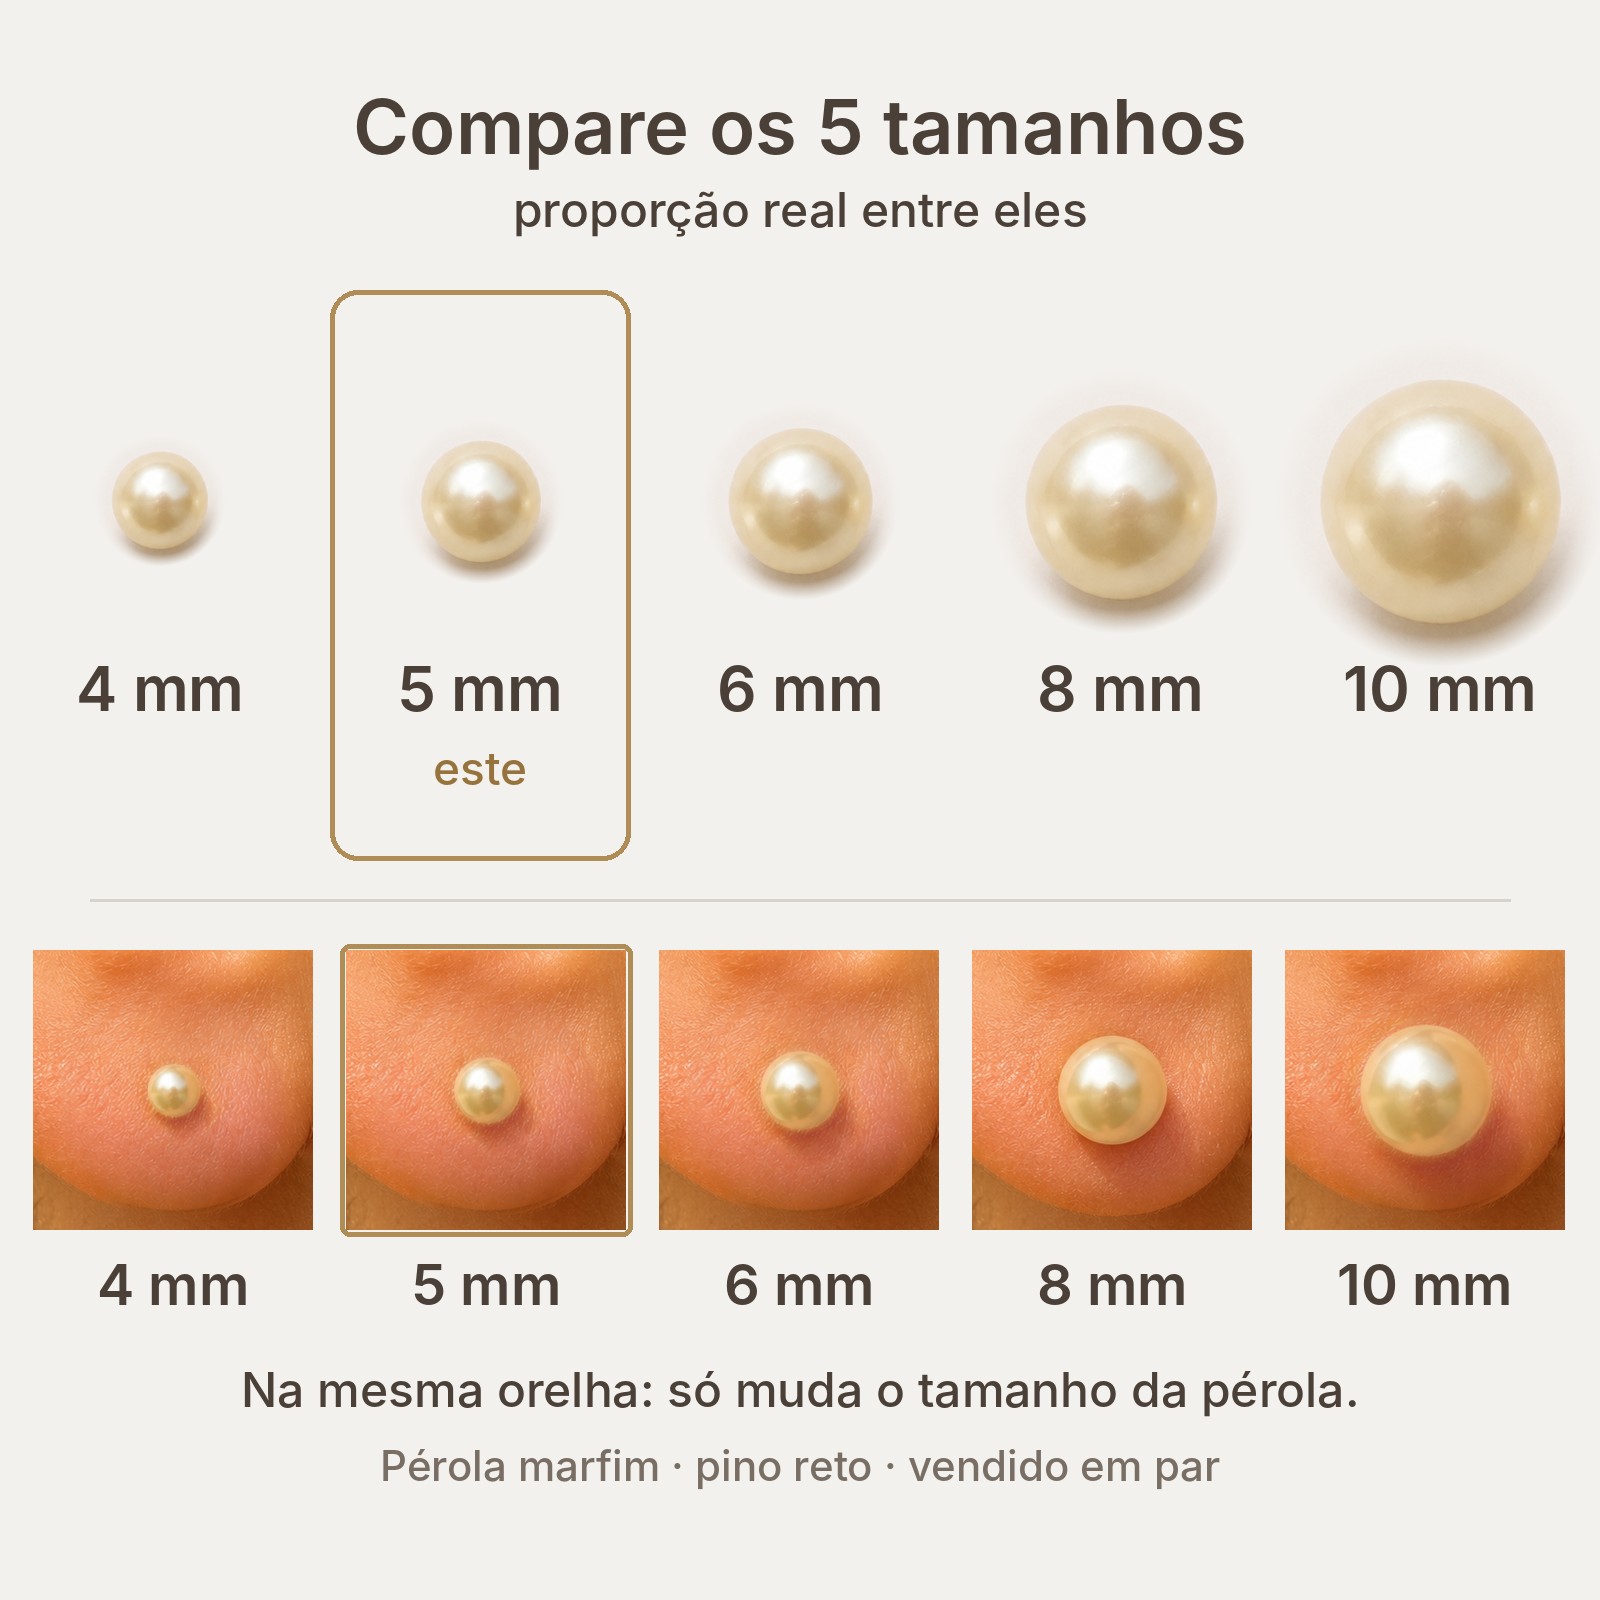 Compare os 5 tamanhos
proporção real entre eles
4 mm 5 mm 6 mm 8 mm 10 mm
este
4 mm 5 mm 6 mm 8 mm 10 mm
Na mesma orelha: só muda o tamanho da pérola.
Pérola marfim · pino reto · vendido em par